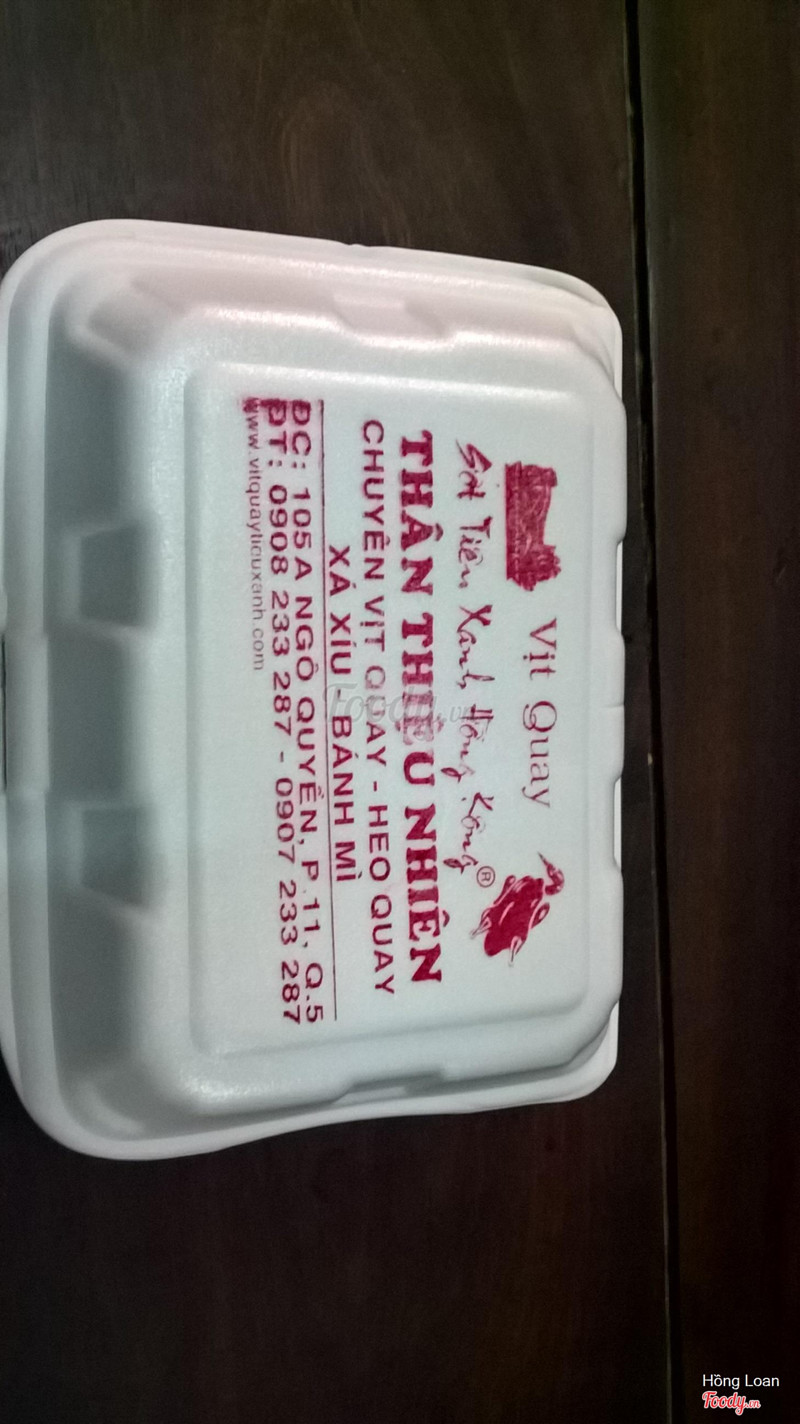 Vịt Quay
Sốt Tiêu Xanh Hồng Kông ®
THÂN THIỆU NHIÊN
CHUYÊN VỊT QUAY - HEO QUAY
XÁ XÍU - BÁNH MÌ
ĐC: 105A NGÔ QUYỀN, P.11, Q.5
ĐT: 0908 233 287 - 0907 233 287
www.vitquaytieuxanh.com
Foody.vn
Hồng Loan
Foody.vn